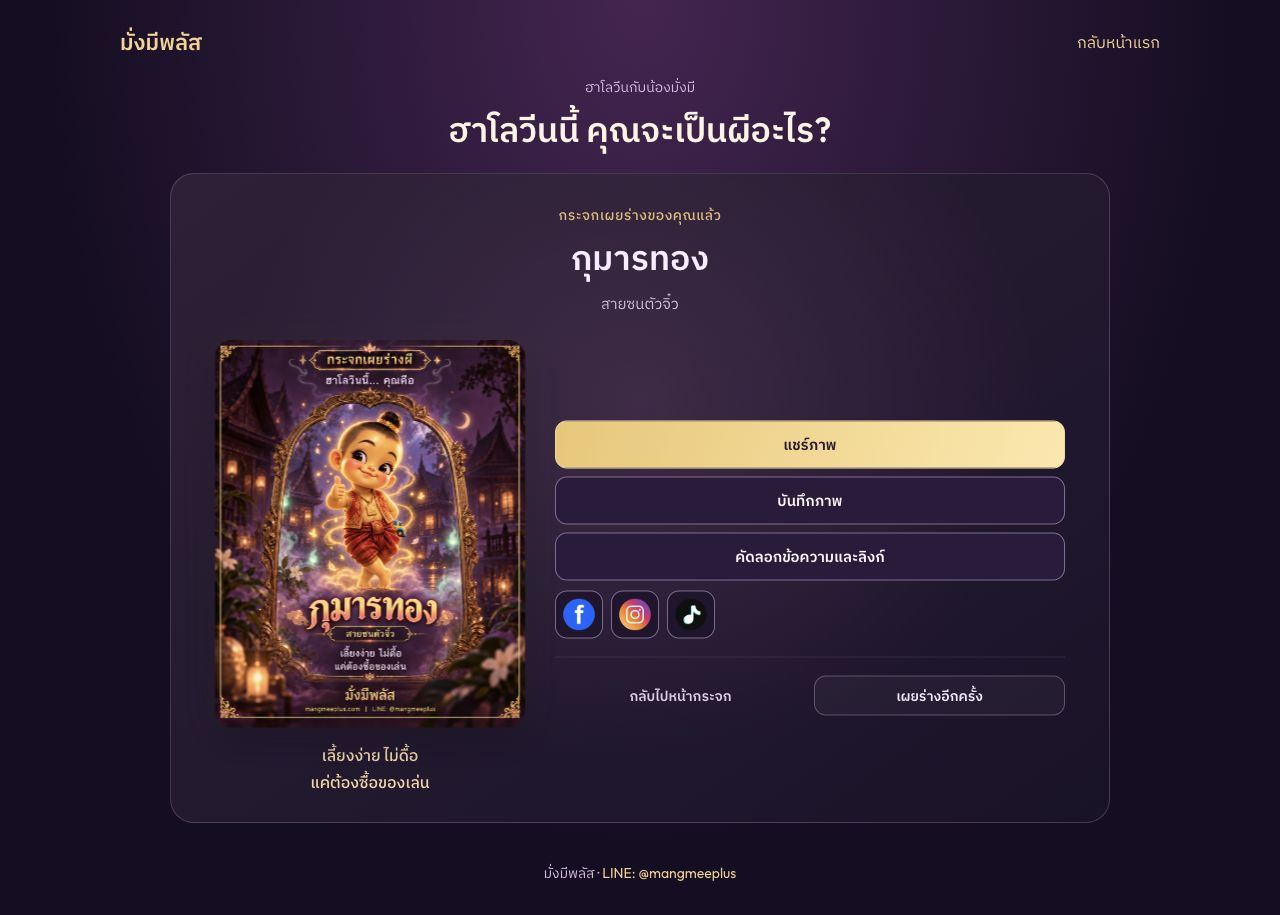 มั่งมีพลัส
กลับหน้าแรก
ฮาโลวีนกับน้องมั่งมี
ฮาโลวีนนี้ คุณจะเป็นผีอะไร?
กระจกเผยร่างของคุณแล้ว
กุมารทอง
สายซนตัวจิ๋ว
กระจกเผยร่างผี
ฮาโลวีนนี้... คุณคือ
กุมารทอง
สายซนตัวจิ๋ว
เลี้ยงง่าย ไม่ดื้อ
แค่ต้องซื้อของเล่น
มั่งมีพลัส
mangmeeplus.com | LINE: @mangmeeplus
เลี้ยงง่าย ไม่ดื้อ
แค่ต้องซื้อของเล่น
แชร์ภาพ
บันทึกภาพ
คัดลอกข้อความและลิงก์
กลับไปหน้ากระจก
เผยร่างอีกครั้ง
มั่งมีพลัส · LINE: @mangmeeplus